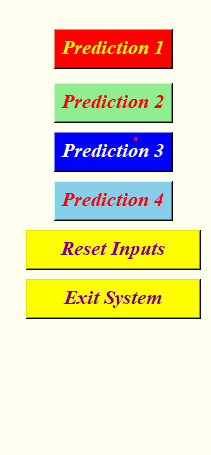 Prediction 1
Prediction 2
Prediction 3
Prediction 4
Reset Inputs
Exit System